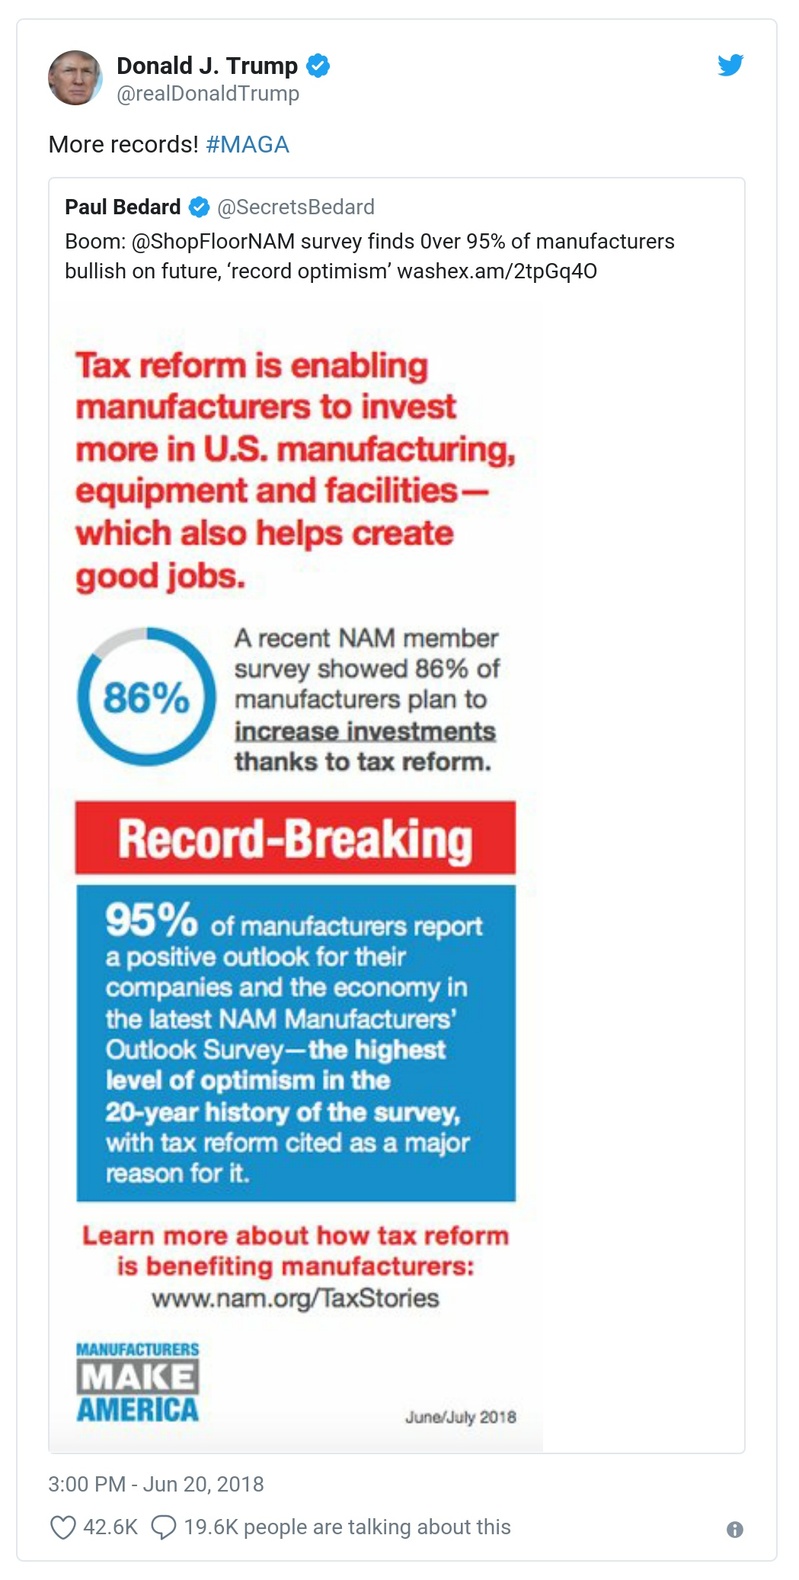 Donald J. Trump
@realDonaldTrump
More records! #MAGA
Paul Bedard @SecretsBedard
Boom: @ShopFloorNAM survey finds 0ver 95% of manufacturers
bullish on future, ‘record optimism’ washex.am/2tpGq4O
Tax reform is enabling
manufacturers to invest
more in U.S. manufacturing,
equipment and facilities—
which also helps create
good jobs.
86%
A recent NAM member
survey showed 86% of
manufacturers plan to
increase investments
thanks to tax reform.
Record-Breaking
95% of manufacturers report
a positive outlook for their
companies and the economy in
the latest NAM Manufacturers’
Outlook Survey—the highest
level of optimism in the
20-year history of the survey,
with tax reform cited as a major
reason for it.
Learn more about how tax reform
is benefiting manufacturers:
www.nam.org/TaxStories
MANUFACTURERS
MAKE
AMERICA
June/July 2018
3:00 PM - Jun 20, 2018
42.6K 19.6K people are talking about this